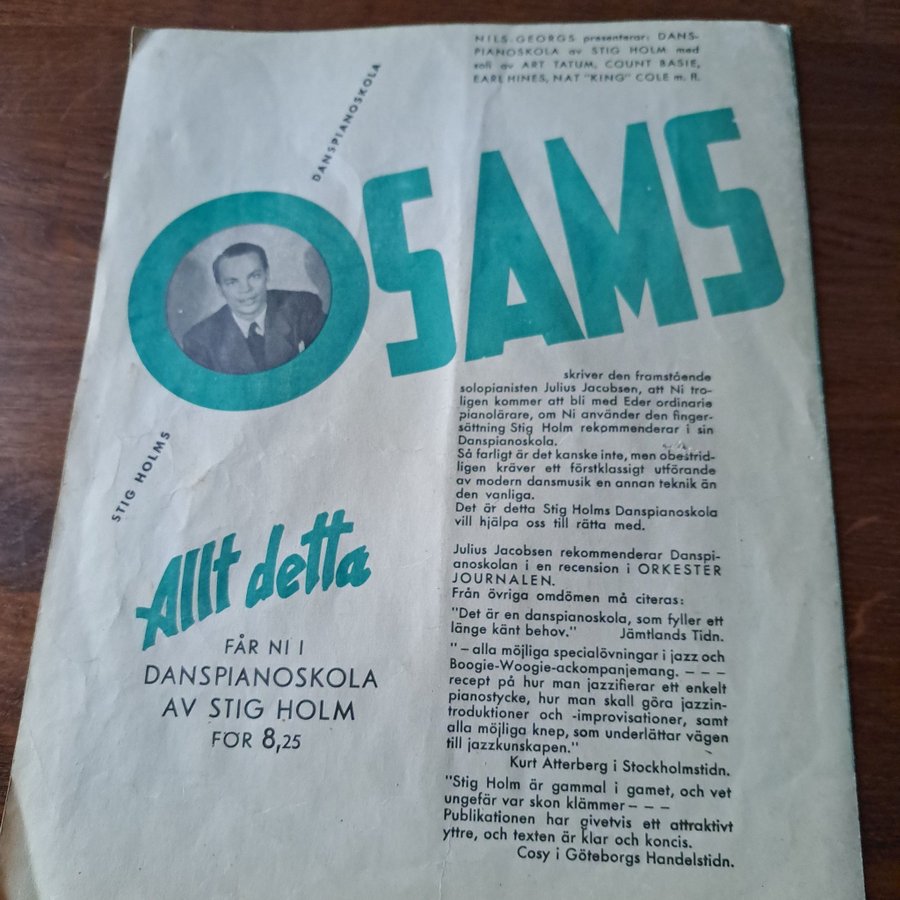 NILS-GEORGS presenterar: DANS-
PIANOSKOLA av STIG HOLM med
soli av ART TATUM, COUNT BASIE,
EARL HINES, NAT "KING" COLE m. fl.
DANSPIANOSKOLA
OSAMS
STIG HOLMS
skriver den framstående
solopianisten Julius Jacobsen, att Ni tro-
ligen kommer att bli med Eder ordinarie
pianolärare, om Ni använder den finger-
sättning Stig Holm rekommenderar i sin
Danspianoskola.
Så farligt är det kanske inte, men obestrid-
ligen kräver ett förstklassigt utförande
av modern dansmusik en annan teknik än
den vanliga.
Det är detta Stig Holms Danspianoskola
vill hjälpa oss till rätta med.
Julius Jacobsen rekommenderar Danspi-
anoskolan i en recension i ORKESTER
JOURNALEN.
Från övriga omdömen må citeras:
"Det är en danspianoskola, som fyller ett
länge känt behov." Jämtlands Tidn.
"– alla möjliga specialövningar i jazz och
Boogie-Woogie-ackompanjemang. – – –
recept på hur man jazzifierar ett enkelt
pianostycke, hur man skall göra jazzin-
troduktioner och -improvisationer, samt
alla möjliga knep, som underlättar vägen
till jazzkunskapen."
Kurt Atterberg i Stockholmstidn.
"Stig Holm är gammal i gamet, och vet
ungefär var skon klämmer – – –
Publikationen har givetvis ett attraktivt
yttre, och texten är klar och koncis.
Cosy i Göteborgs Handelstidn.
Allt detta
FÅR NI I
DANSPIANOSKOLA
AV STIG HOLM
FÖR 8,25